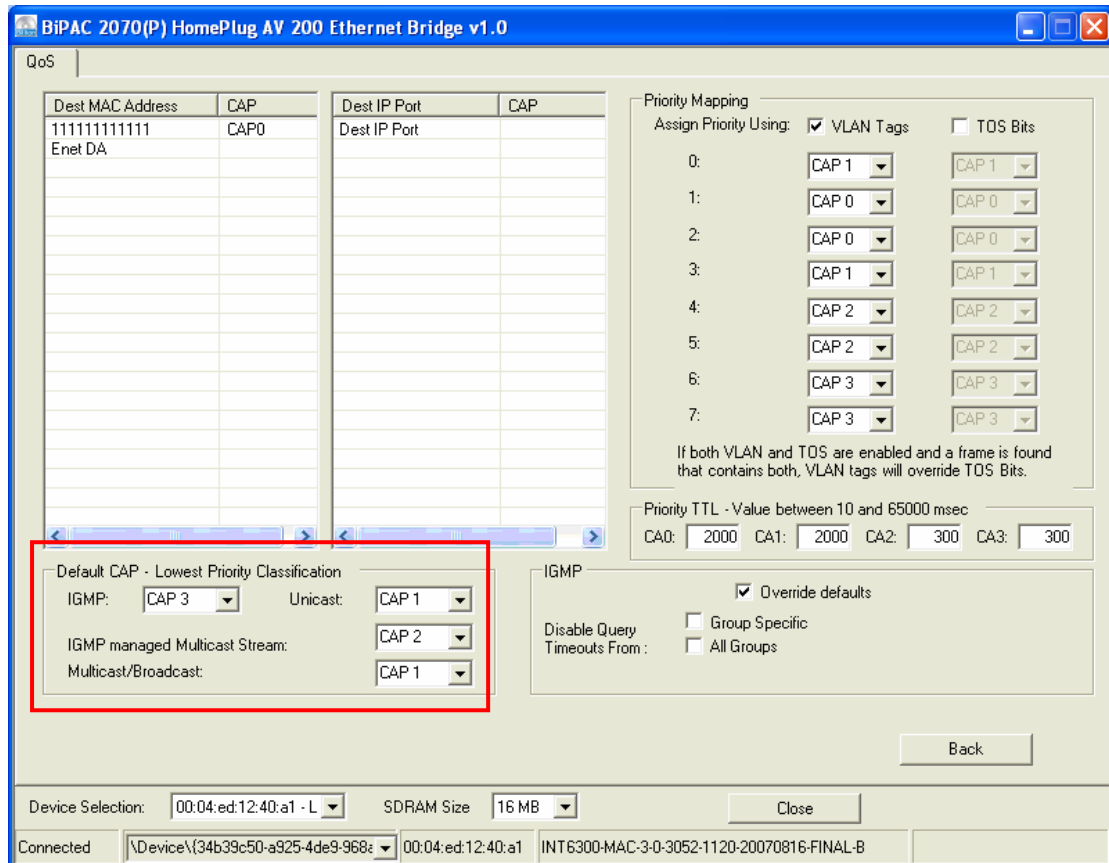 BiPAC 2070(P) HomePlug AV 200 Ethernet Bridge v1.0
QoS
Dest MAC Address CAP
111111111111 CAP0
Enet DA
Dest IP Port CAP
Dest IP Port
Priority Mapping
Assign Priority Using: VLAN Tags TOS Bits
0: CAP 1 CAP 1
1: CAP 0 CAP 0
2: CAP 0 CAP 0
3: CAP 1 CAP 1
4: CAP 2 CAP 2
5: CAP 2 CAP 2
6: CAP 3 CAP 3
7: CAP 3 CAP 3
If both VLAN and TOS are enabled and a frame is found
that contains both, VLAN tags will override TOS Bits.
Priority TTL - Value between 10 and 65000 msec
CA0: 2000 CA1: 2000 CA2: 300 CA3: 300
Default CAP - Lowest Priority Classification
IGMP: CAP 3 Unicast: CAP 1
IGMP managed Multicast Stream: CAP 2
Multicast/Broadcast: CAP 1
IGMP
Override defaults
Disable Query
Timeouts From :
Group Specific
All Groups
Back
Device Selection: 00:04:ed:12:40:a1 - L SDRAM Size 16 MB Close
Connected \Device\{34b39c50-a925-4de9-968a 00:04:ed:12:40:a1 INT6300-MAC-3-0-3052-1120-20070816-FINAL-B